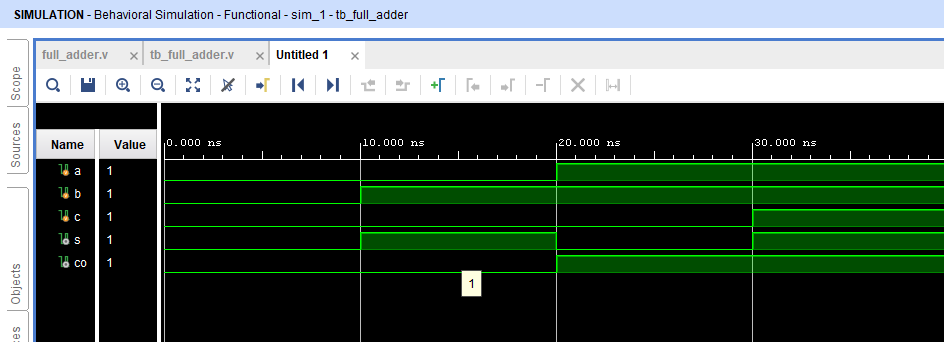 SIMULATION - Behavioral Simulation - Functional - sim_1 - tb_full_adder
full_adder.v
tb_full_adder.v
Untitled 1
Scope
Sources
Objects
Name Value
0.000 ns 10.000 ns 20.000 ns 30.000 ns
a 1
b 1
c 1
s 1
co 1
1